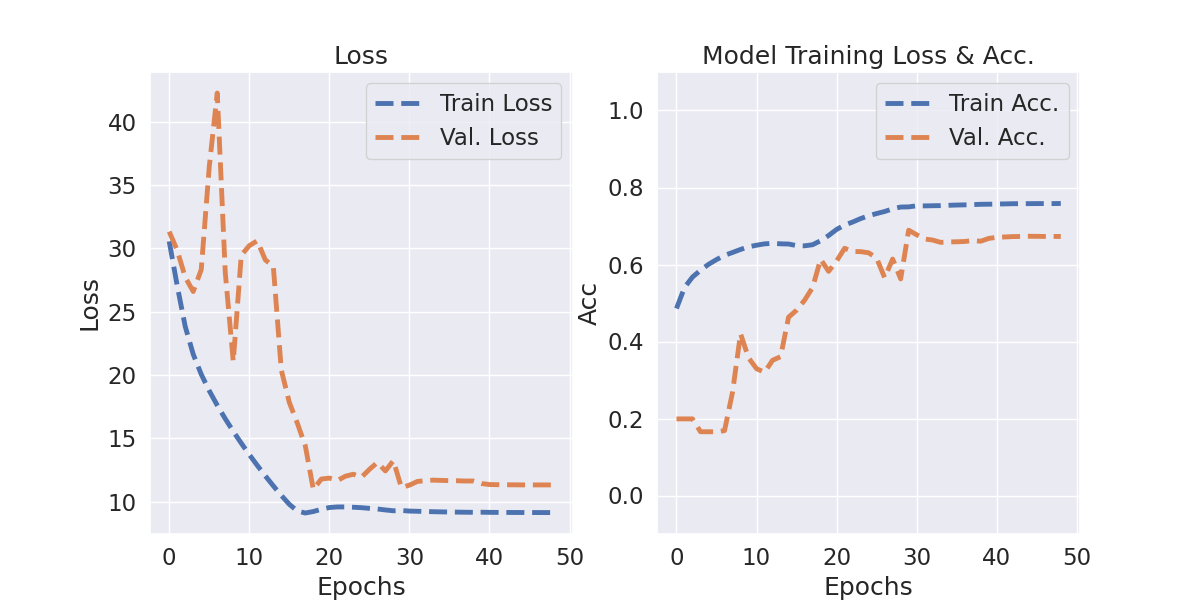 Loss
Train Loss
Val. Loss
40
35
30
25
20
15
10
Loss
0 10 20 30 40 50
Epochs
Model Training Loss & Acc.
Train Acc.
Val. Acc.
1.0
0.8
0.6
0.4
0.2
0.0
Acc
0 10 20 30 40 50
Epochs